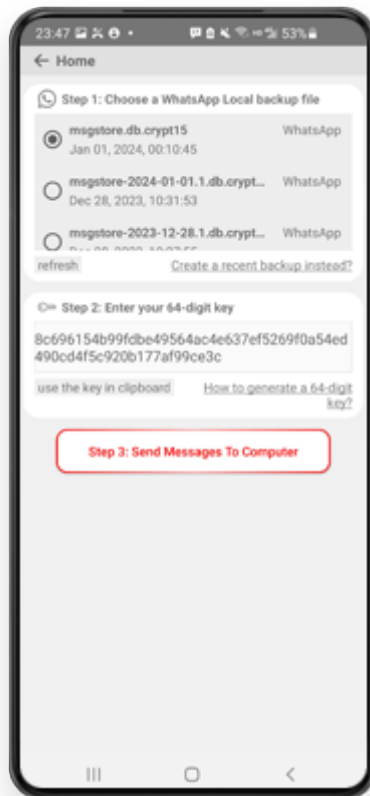 23:47 53%
← Home
Step 1: Choose a WhatsApp Local backup file
msgstore.db.crypt15 WhatsApp
Jan 01, 2024, 00:10:45
msgstore-2024-01-01.1.db.crypt... WhatsApp
Dec 28, 2023, 10:31:53
msgstore-2023-12-28.1.db.crypt... WhatsApp
refresh Create a recent backup instead?
Step 2: Enter your 64-digit key
8c696154b99fdbe49564ac4e637ef5269f0a54ed
490cd4f5c920b177af99ce3c
use the key in clipboard How to generate a 64-digit
key?
Step 3: Send Messages To Computer